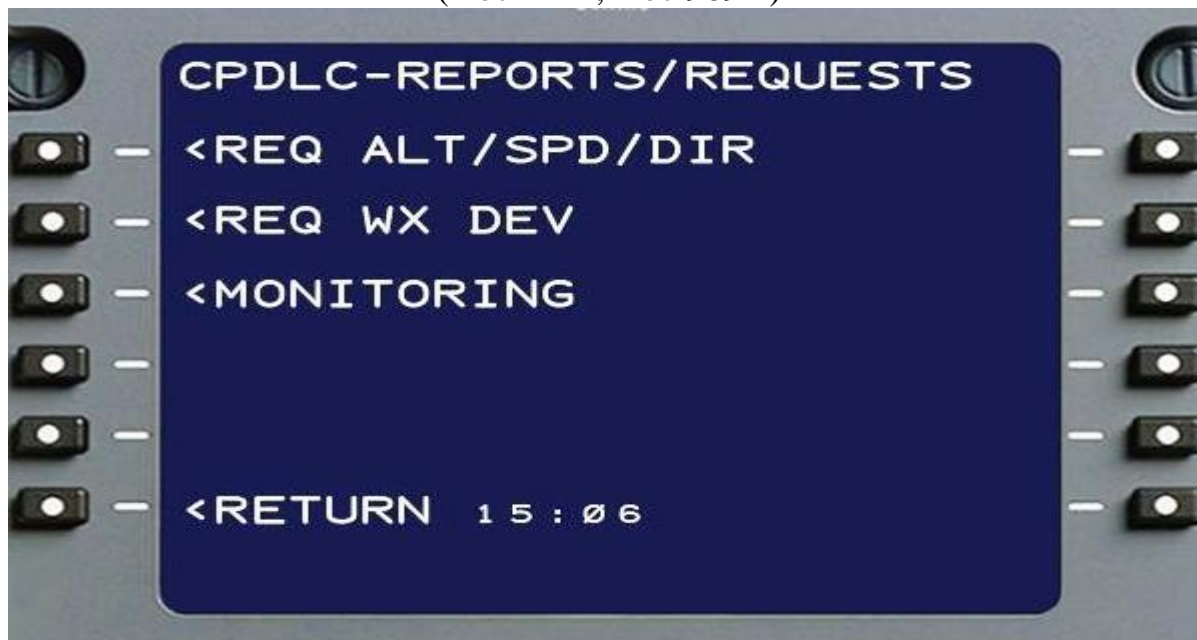 CPDLC-REPORTS/REQUESTS
<REQ ALT/SPD/DIR
<REQ WX DEV
<MONITORING
<RETURN 15:Ø6